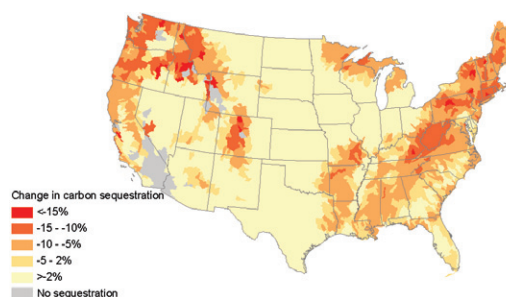 Change in carbon sequestration
<-15%
-15 - -10%
-10 - -5%
-5 - 2%
>-2%
No sequestration